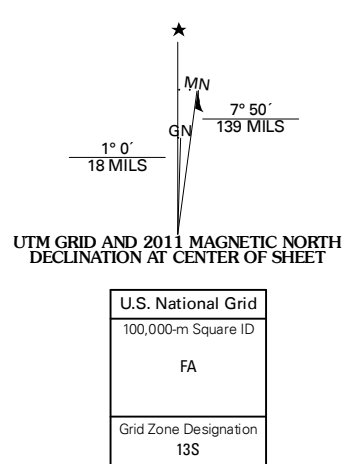 ★
MN
7° 50´
139 MILS
GN
1° 0´
18 MILS
UTM GRID AND 2011 MAGNETIC NORTH
DECLINATION AT CENTER OF SHEET
U.S. National Grid
100,000-m Square ID
FA
Grid Zone Designation
13S